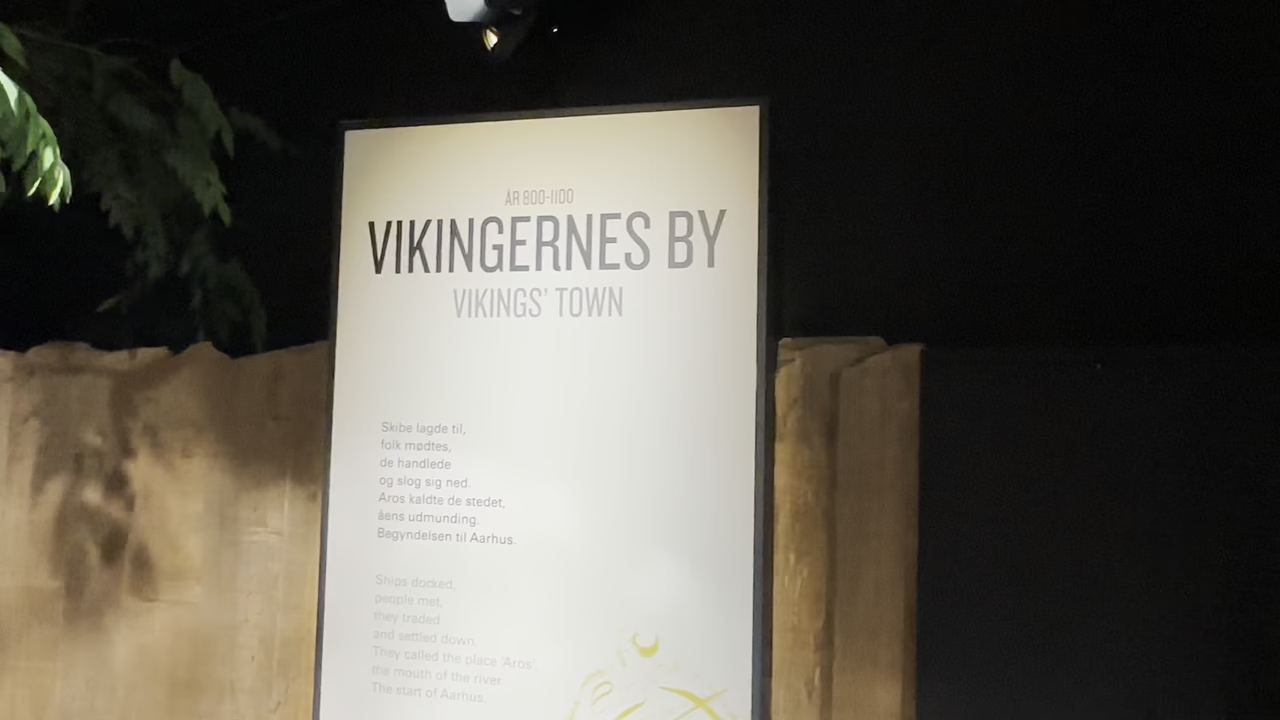 ÅR 800-1100
VIKINGERNES BY
VIKINGS' TOWN
Skibe lagde til,
folk mødtes,
de handlede
og slog sig ned.
Aros kaldte de stedet,
åens udmunding.
Begyndelsen til Aarhus.
Ships docked,
people met,
they traded
and settled down.
They called the place 'Aros',
the mouth of the river
The start of Aarhus.